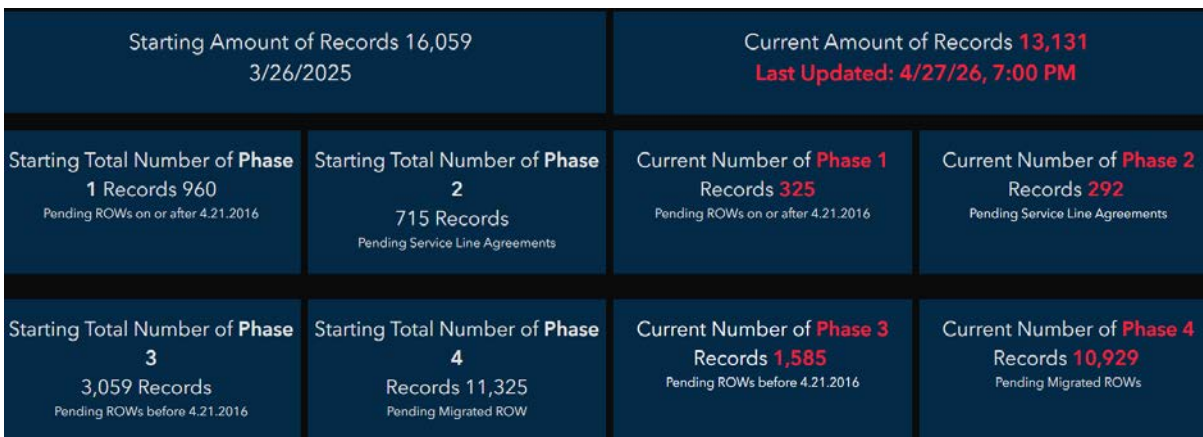 Starting Amount of Records 16,059
3/26/2025
Current Amount of Records 13,131
Last Updated: 4/27/26, 7:00 PM
Starting Total Number of Phase
1 Records 960
Pending ROWs on or after 4.21.2016
Starting Total Number of Phase
2
715 Records
Pending Service Line Agreements
Current Number of Phase 1
Records 325
Pending ROWs on or after 4.21.2016
Current Number of Phase 2
Records 292
Pending Service Line Agreements
Starting Total Number of Phase
3
3,059 Records
Pending ROWs before 4.21.2016
Starting Total Number of Phase
4
Records 11,325
Pending Migrated ROW
Current Number of Phase 3
Records 1,585
Pending ROWs before 4.21.2016
Current Number of Phase 4
Records 10,929
Pending Migrated ROWs